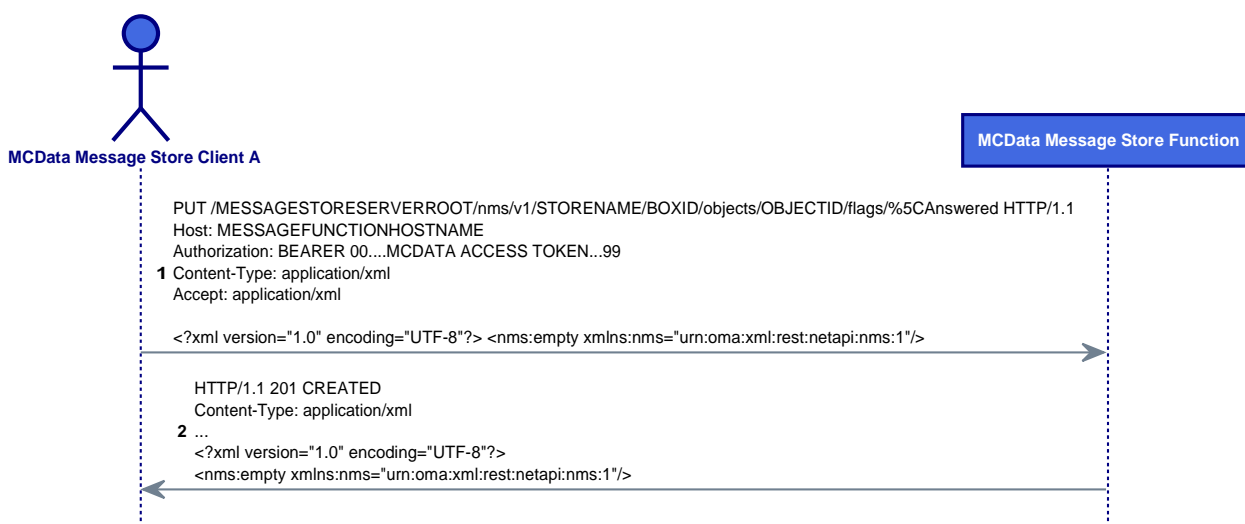 MCData Message Store Client A
MCData Message Store Function
PUT /MESSAGESTORESERVERROOT/nms/v1/STORENAME/BOXID/objects/OBJECTID/flags/%5CAnswered HTTP/1.1
Host: MESSAGEFUNCTIONHOSTNAME
Authorization: BEARER 00....MCDATA ACCESS TOKEN...99
1 Content-Type: application/xml
Accept: application/xml
<?xml version="1.0" encoding="UTF-8"?> <nms:empty xmlns:nms="urn:oma:xml:rest:netapi:nms:1"/>
HTTP/1.1 201 CREATED
Content-Type: application/xml
2 ...
<?xml version="1.0" encoding="UTF-8"?>
<nms:empty xmlns:nms="urn:oma:xml:rest:netapi:nms:1"/>